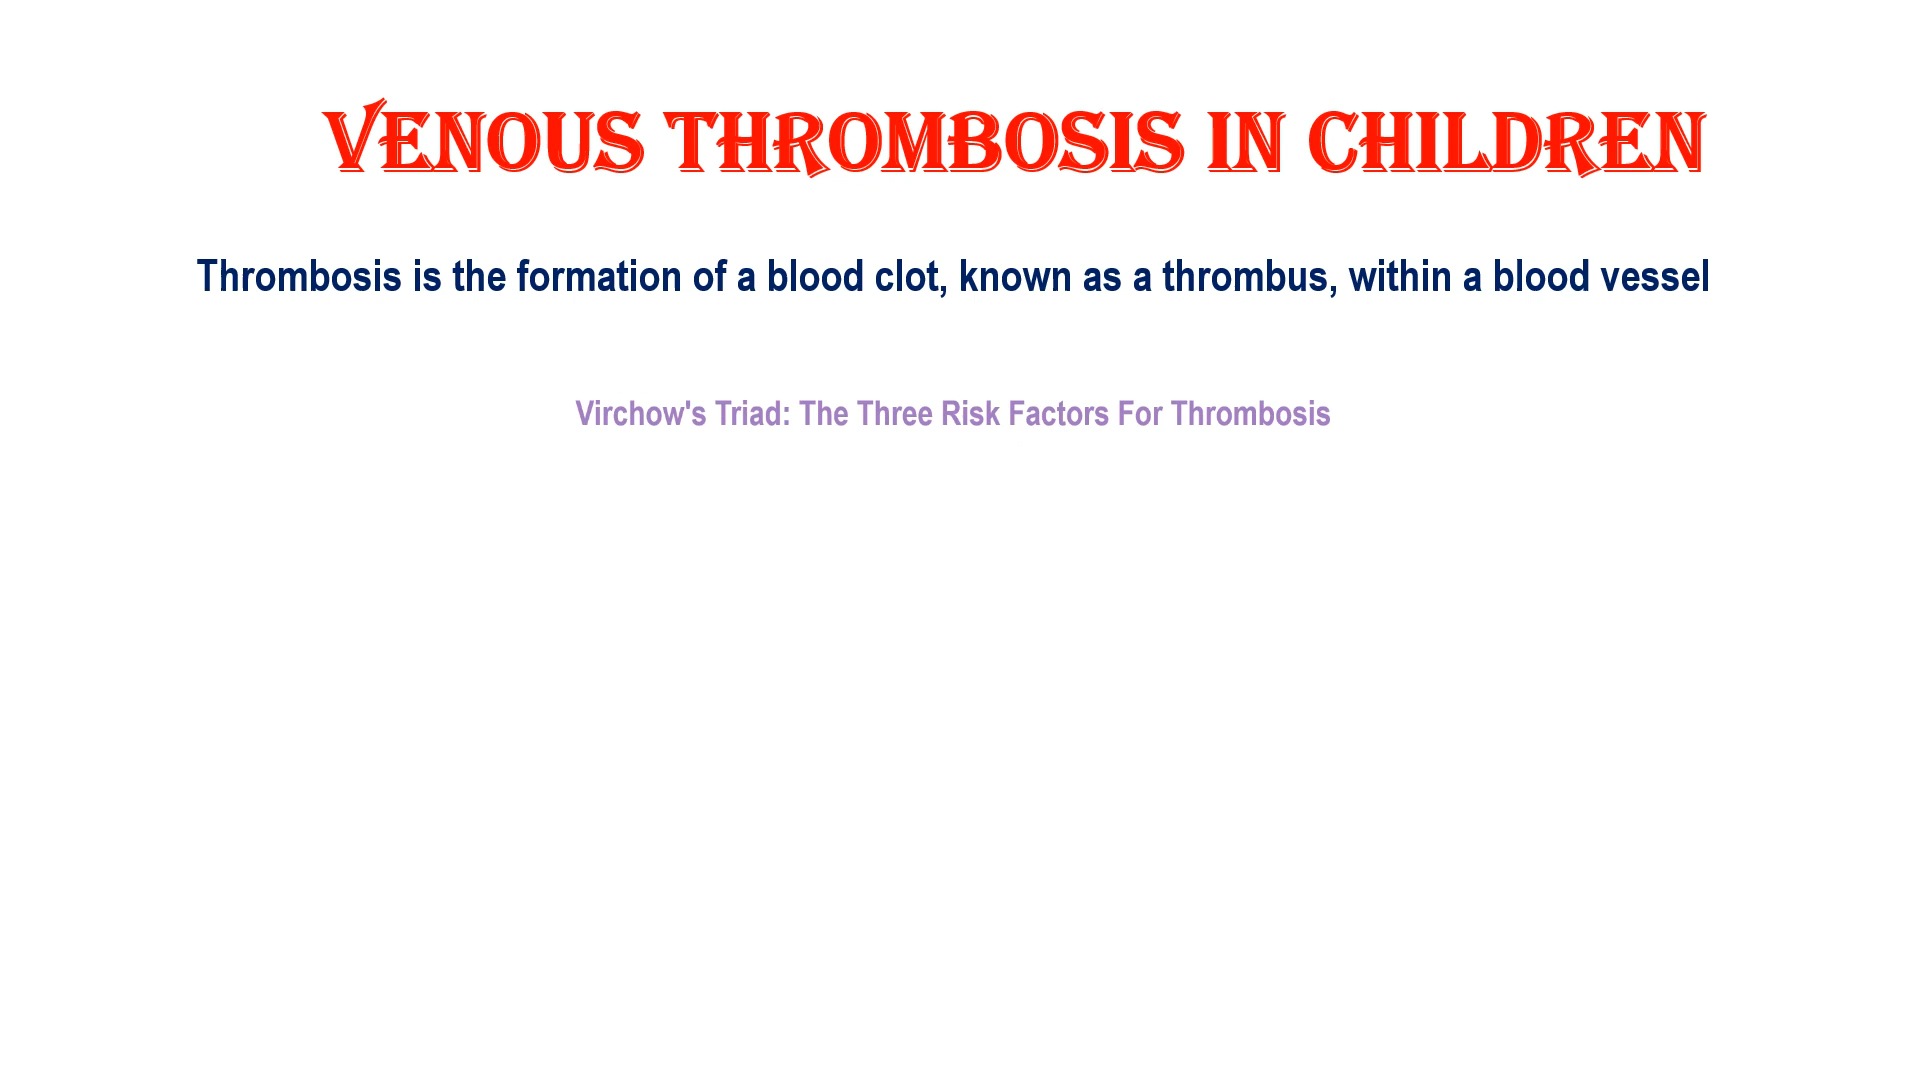 VENOUS THROMBOSIS IN CHILDREN
Thrombosis is the formation of a blood clot, known as a thrombus, within a blood vessel
Virchow's Triad: The Three Risk Factors For Thrombosis